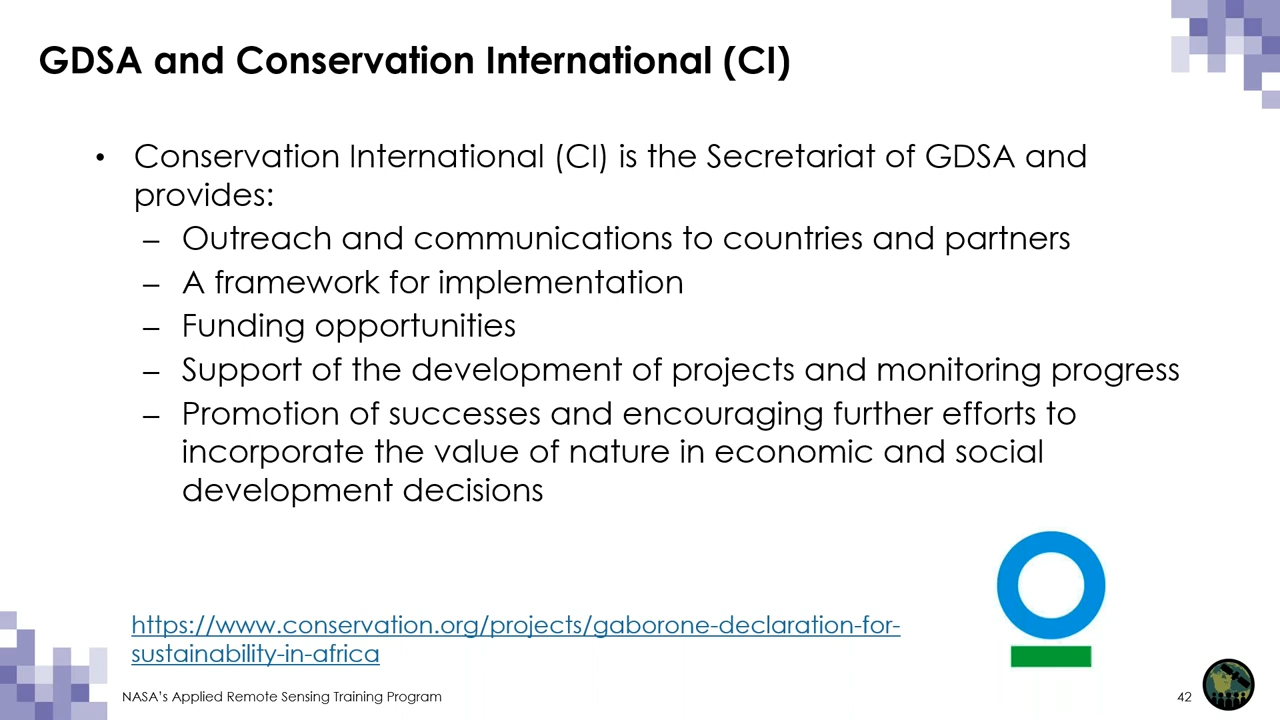 GDSA and Conservation International (CI)
• Conservation International (CI) is the Secretariat of GDSA and
provides:
– Outreach and communications to countries and partners
– A framework for implementation
– Funding opportunities
– Support of the development of projects and monitoring progress
– Promotion of successes and encouraging further efforts to
incorporate the value of nature in economic and social
development decisions
https://www.conservation.org/projects/gaborone-declaration-for-
sustainability-in-africa
NASA's Applied Remote Sensing Training Program
42